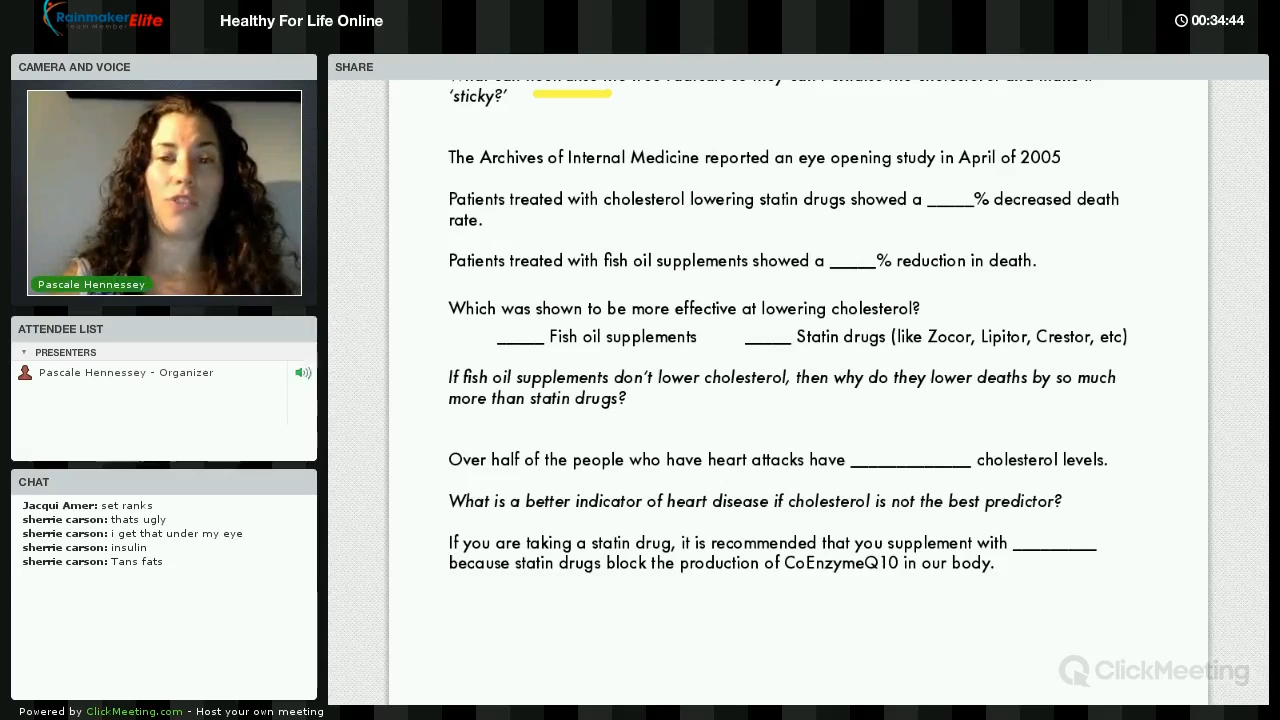 RainmakerElite
Team Member
Healthy For Life Online
00:34:44
CAMERA AND VOICE
Pascale Hennessey
ATTENDEE LIST
PRESENTERS
Pascale Hennessey - Organizer
CHAT
Jacqui Amer: set ranks
sherrie carson: thats ugly
sherrie carson: i get that under my eye
sherrie carson: insulin
sherrie carson: Tans fats
Powered by ClickMeeting.com - Host your own meeting
SHARE
'sticky?'
The Archives of Internal Medicine reported an eye opening study in April of 2005
Patients treated with cholesterol lowering statin drugs showed a _____% decreased death
rate.
Patients treated with fish oil supplements showed a _____% reduction in death.
Which was shown to be more effective at lowering cholesterol?
_____ Fish oil supplements _____ Statin drugs (like Zocor, Lipitor, Crestor, etc)
If fish oil supplements don't lower cholesterol, then why do they lower deaths by so much
more than statin drugs?
Over half of the people who have heart attacks have _____________ cholesterol levels.
What is a better indicator of heart disease if cholesterol is not the best predictor?
If you are taking a statin drug, it is recommended that you supplement with _________
because statin drugs block the production of CoEnzymeQ10 in our body.
ClickMeeting